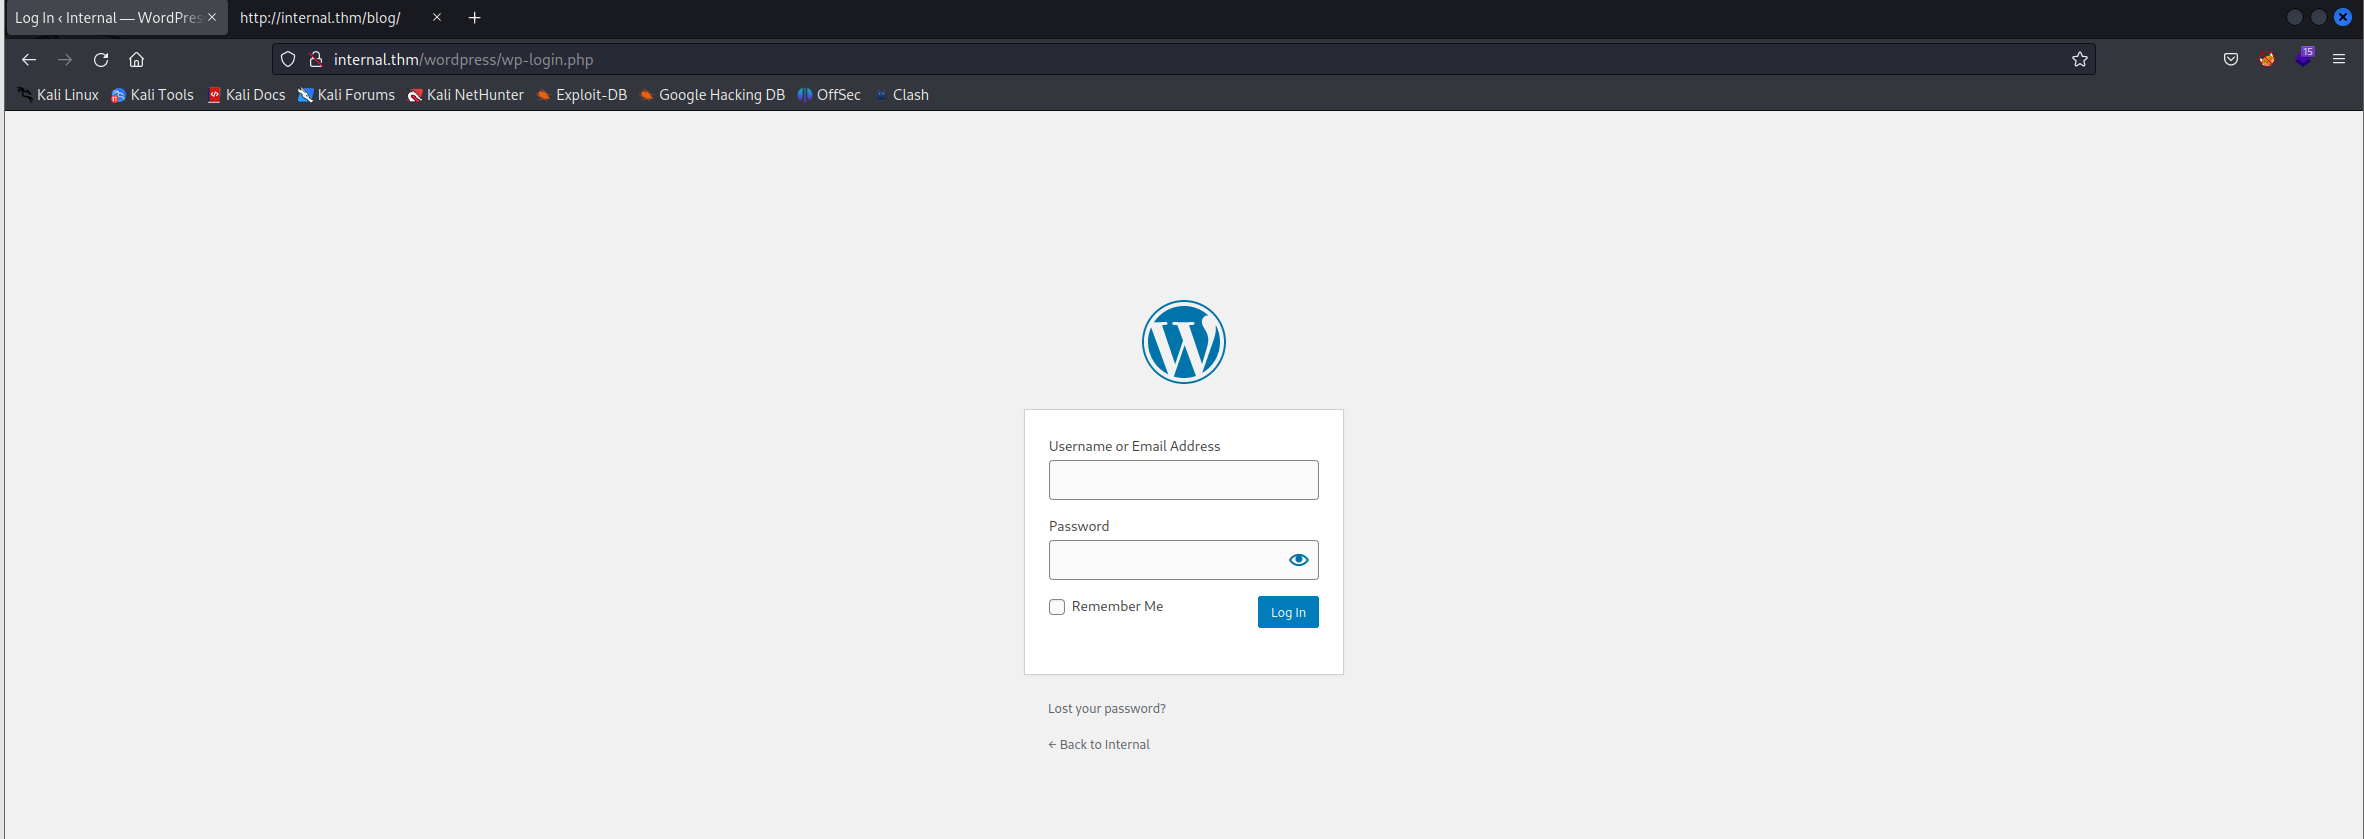 Log In ‹ Internal — WordPres
http://internal.thm/blog/
internal.thm/wordpress/wp-login.php
15
Kali Linux
Kali Tools
Kali Docs
Kali Forums
Kali NetHunter
Exploit-DB
Google Hacking DB
OffSec
Clash
Username or Email Address
Password
Remember Me
Log In
Lost your password?
← Back to Internal